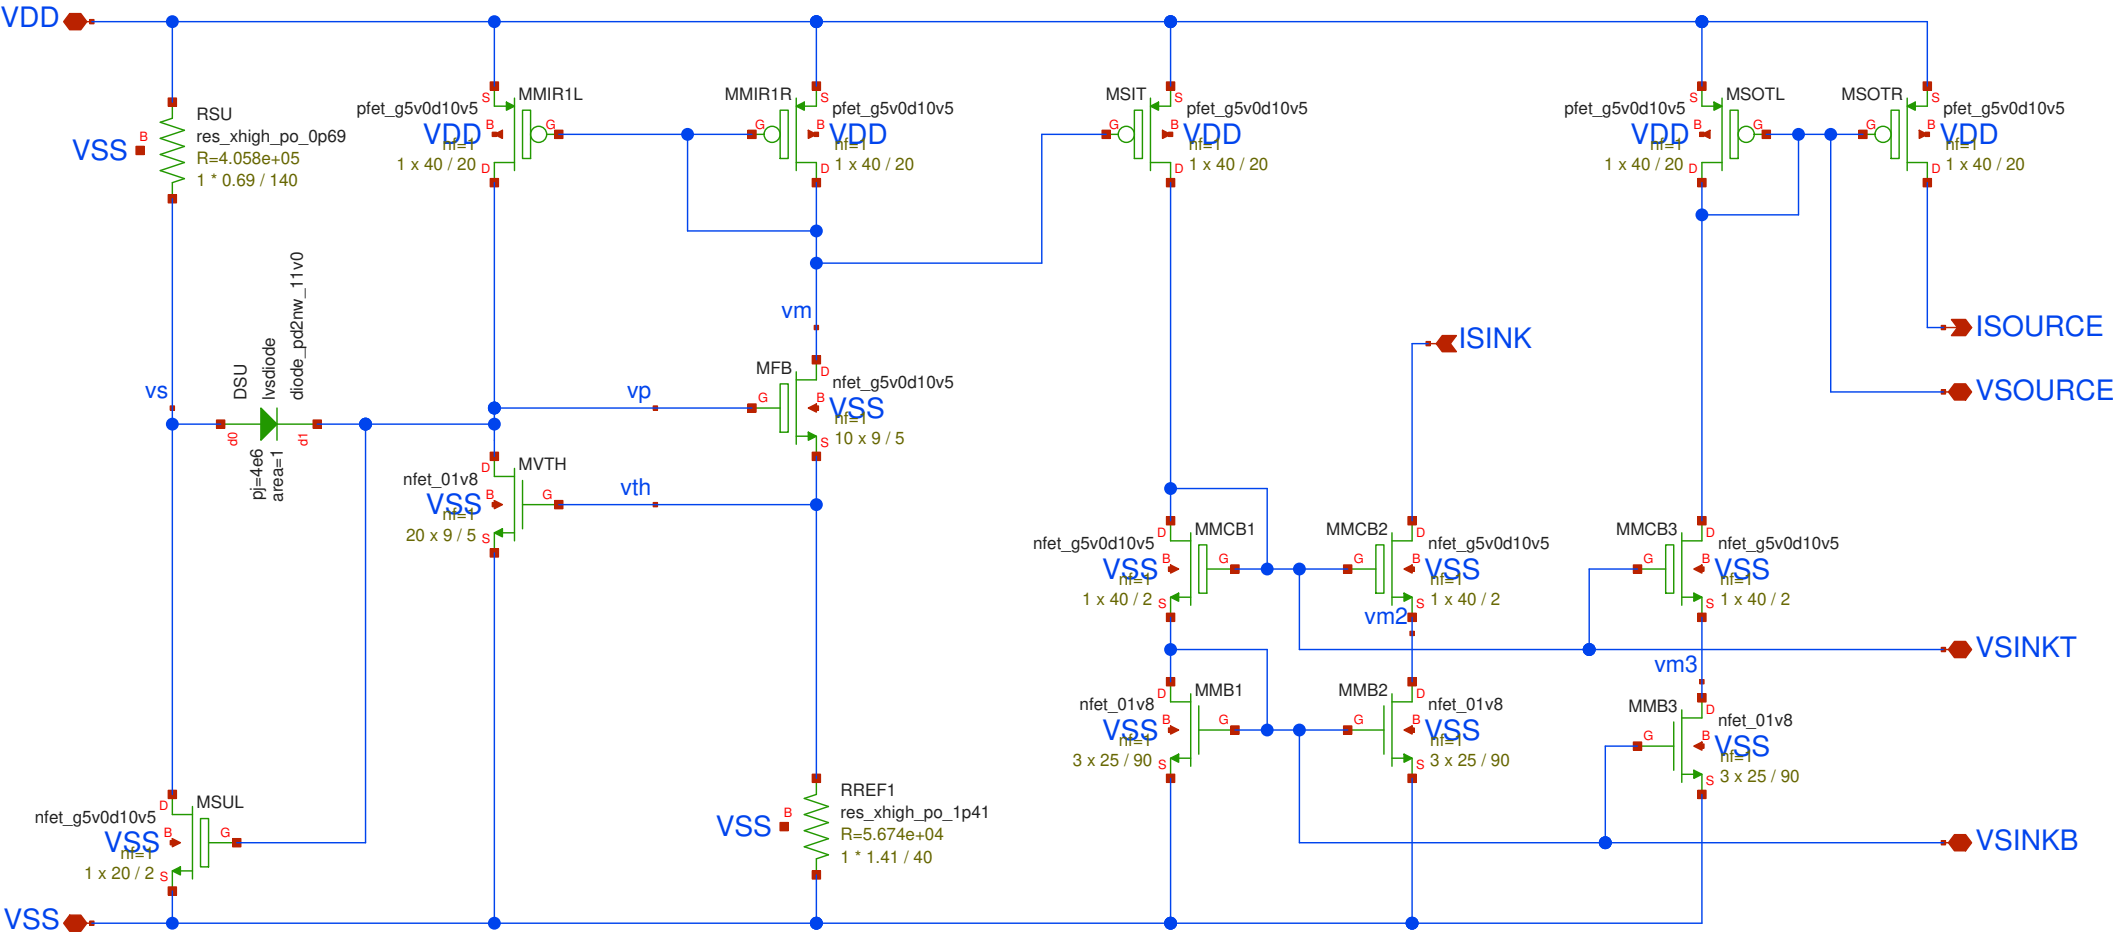 VDD
RSU
res_xhigh_po_0p69
R=4.058e+05
1 * 0.69 / 140
B
VSS
MMIR1L
pfet_g5v0d10v5
S
G
B
D
VDD
nf=1
1 x 40 / 20
MMIR1R
pfet_g5v0d10v5
S
G
B
D
VDD
nf=1
1 x 40 / 20
MSIT
pfet_g5v0d10v5
S
G
B
D
VDD
nf=1
1 x 40 / 20
MSOTL
pfet_g5v0d10v5
S
G
B
D
VDD
nf=1
1 x 40 / 20
MSOTR
pfet_g5v0d10v5
S
G
B
D
VDD
nf=1
1 x 40 / 20
vm
ISOURCE
ISINK
VSOURCE
vs
DSU
lvsdiode
diode_pd2nw_11v0
d0
d1
pj=4e6
area=1
vp
MFB
nfet_g5v0d10v5
D
G
B
S
VSS
nf=1
10 x 9 / 5
MVTH
nfet_01v8
D
G
B
S
VSS
nf=1
20 x 9 / 5
vth
MMCB1
nfet_g5v0d10v5
D
G
B
S
VSS
nf=1
1 x 40 / 2
MMCB2
nfet_g5v0d10v5
D
G
B
S
VSS
nf=1
1 x 40 / 2
vm2
MMCB3
nfet_g5v0d10v5
D
G
B
S
VSS
nf=1
1 x 40 / 2
VSINKT
vm3
MMB1
nfet_01v8
D
G
B
S
VSS
nf=1
3 x 25 / 90
MMB2
nfet_01v8
D
G
B
S
VSS
nf=1
3 x 25 / 90
MMB3
nfet_01v8
D
G
B
S
VSS
nf=1
3 x 25 / 90
MSUL
nfet_g5v0d10v5
D
G
B
S
VSS
nf=1
1 x 20 / 2
RREF1
res_xhigh_po_1p41
R=5.674e+04
1 * 1.41 / 40
B
VSS
VSINKB
VSS